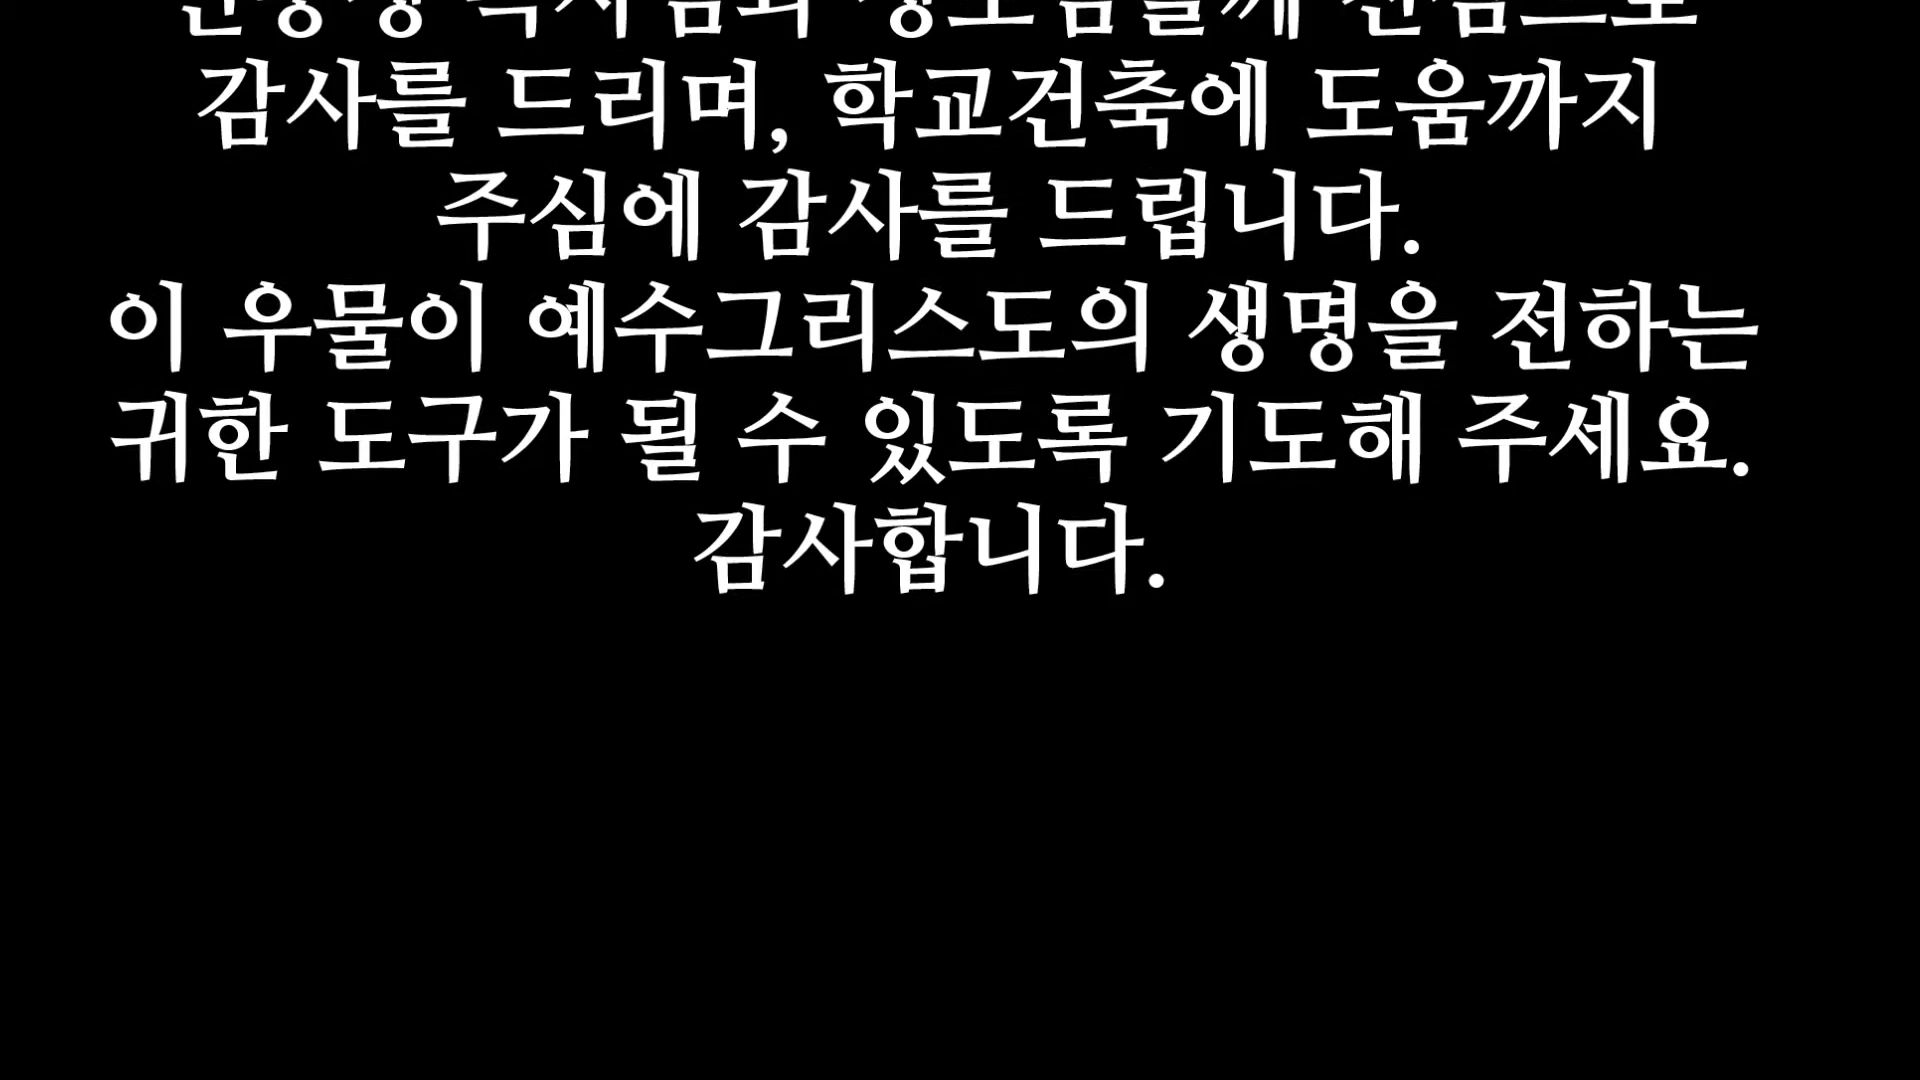 감사를 드리며, 학교건축에 도움까지
주심에 감사를 드립니다.
이 우물이 예수그리스도의 생명을 전하는
귀한 도구가 될 수 있도록 기도해 주세요.
감사합니다.